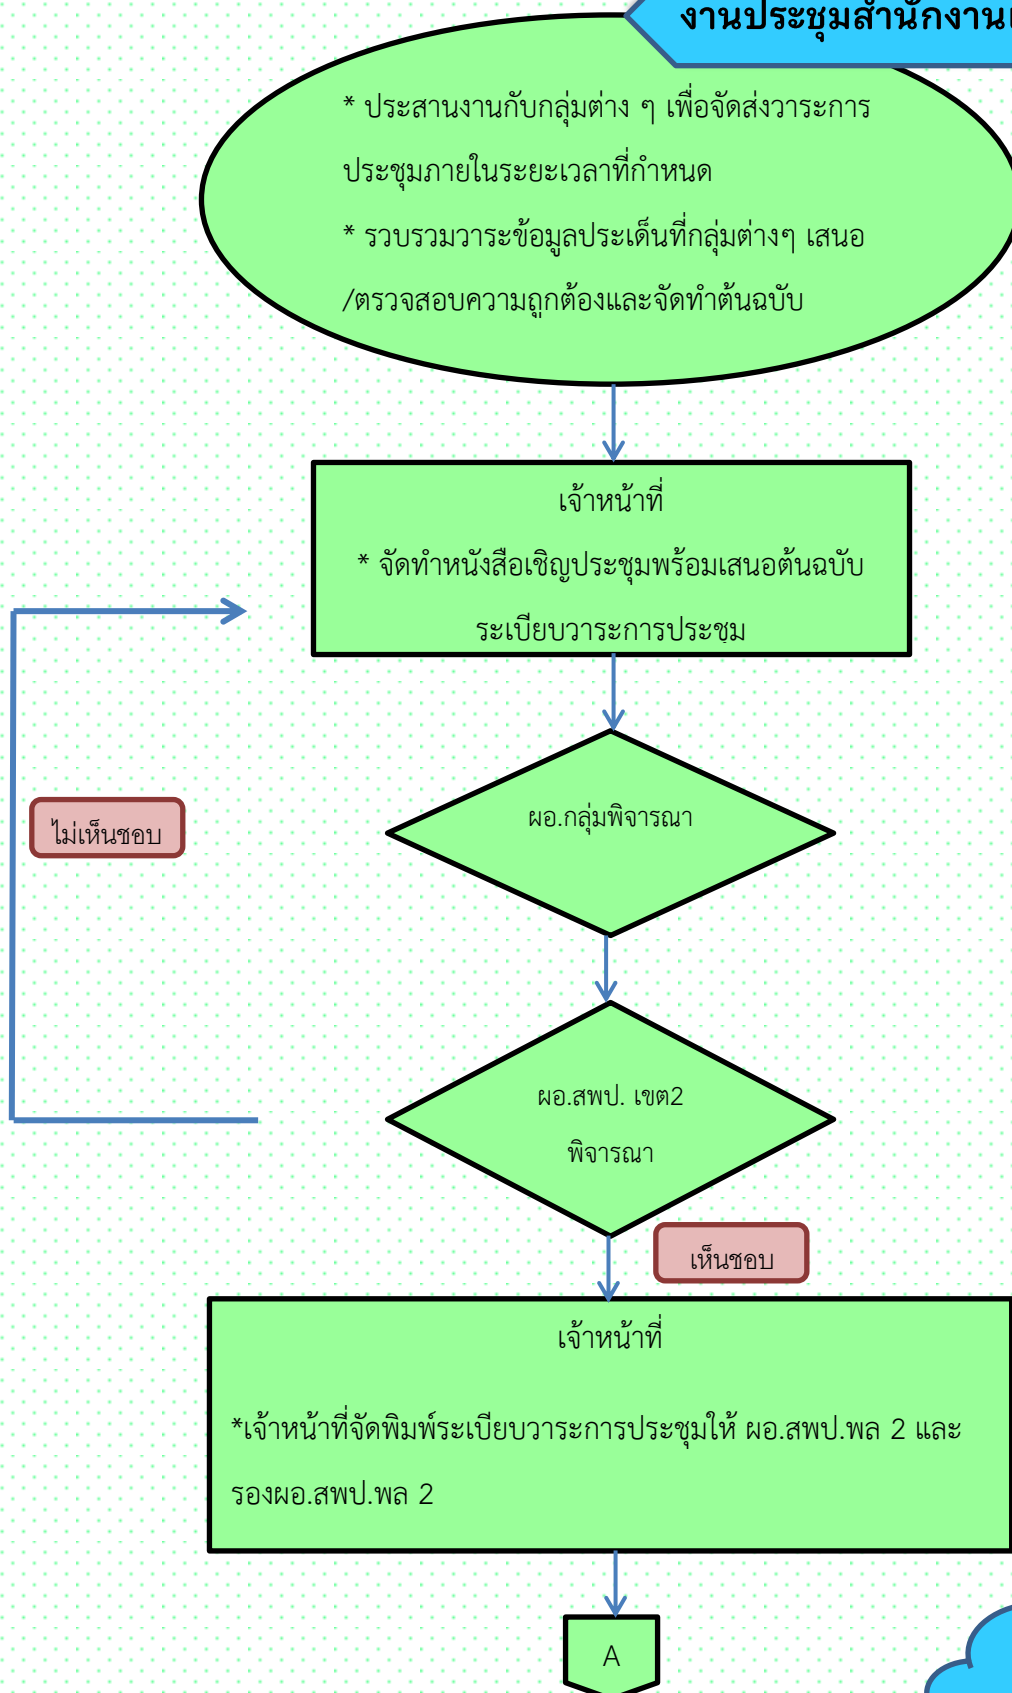 งานประชุมสำนักงาน
* ประสานงานกับกลุ่มต่าง ๆ เพื่อจัดส่งวาระการ
ประชุมภายในระยะเวลาที่กำหนด
* รวบรวมวาระข้อมูลประเด็นที่กลุ่มต่างๆ เสนอ
/ตรวจสอบความถูกต้องและจัดทำต้นฉบับ
เจ้าหน้าที่
* จัดทำหนังสือเชิญประชุมพร้อมเสนอต้นฉบับ
ระเบียบวาระการประชุม
ไม่เห็นชอบ
ผอ.กลุ่มพิจารณา
ผอ.สพป. เขต2
พิจารณา
เห็นชอบ
เจ้าหน้าที่
*เจ้าหน้าที่จัดพิมพ์ระเบียบวาระการประชุมให้ ผอ.สพป.พล 2 และ
รองผอ.สพป.พล 2
A